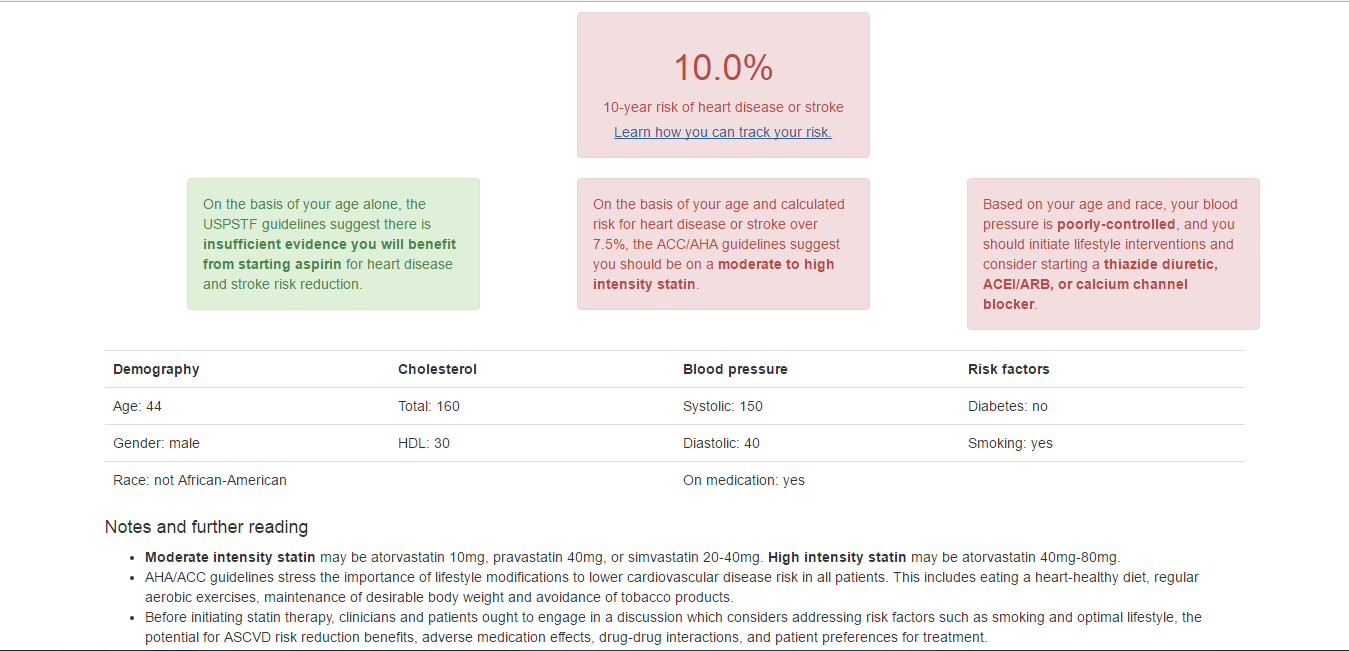 10.0%
10-year risk of heart disease or stroke
Learn how you can track your risk.
On the basis of your age alone, the
USPSTF guidelines suggest there is
insufficient evidence you will benefit
from starting aspirin for heart disease
and stroke risk reduction.
On the basis of your age and calculated
risk for heart disease or stroke over
7.5%, the ACC/AHA guidelines suggest
you should be on a moderate to high
intensity statin.
Based on your age and race, your blood
pressure is poorly-controlled, and you
should initiate lifestyle interventions and
consider starting a thiazide diuretic,
ACEI/ARB, or calcium channel
blocker.
Demography Cholesterol Blood pressure Risk factors
Age: 44 Total: 160 Systolic: 150 Diabetes: no
Gender: male HDL: 30 Diastolic: 40 Smoking: yes
Race: not African-American On medication: yes
Notes and further reading
• Moderate intensity statin may be atorvastatin 10mg, pravastatin 40mg, or simvastatin 20-40mg. High intensity statin may be atorvastatin 40mg-80mg.
• AHA/ACC guidelines stress the importance of lifestyle modifications to lower cardiovascular disease risk in all patients. This includes eating a heart-healthy diet, regular
aerobic exercises, maintenance of desirable body weight and avoidance of tobacco products.
• Before initiating statin therapy, clinicians and patients ought to engage in a discussion which considers addressing risk factors such as smoking and optimal lifestyle, the
potential for ASCVD risk reduction benefits, adverse medication effects, drug-drug interactions, and patient preferences for treatment.